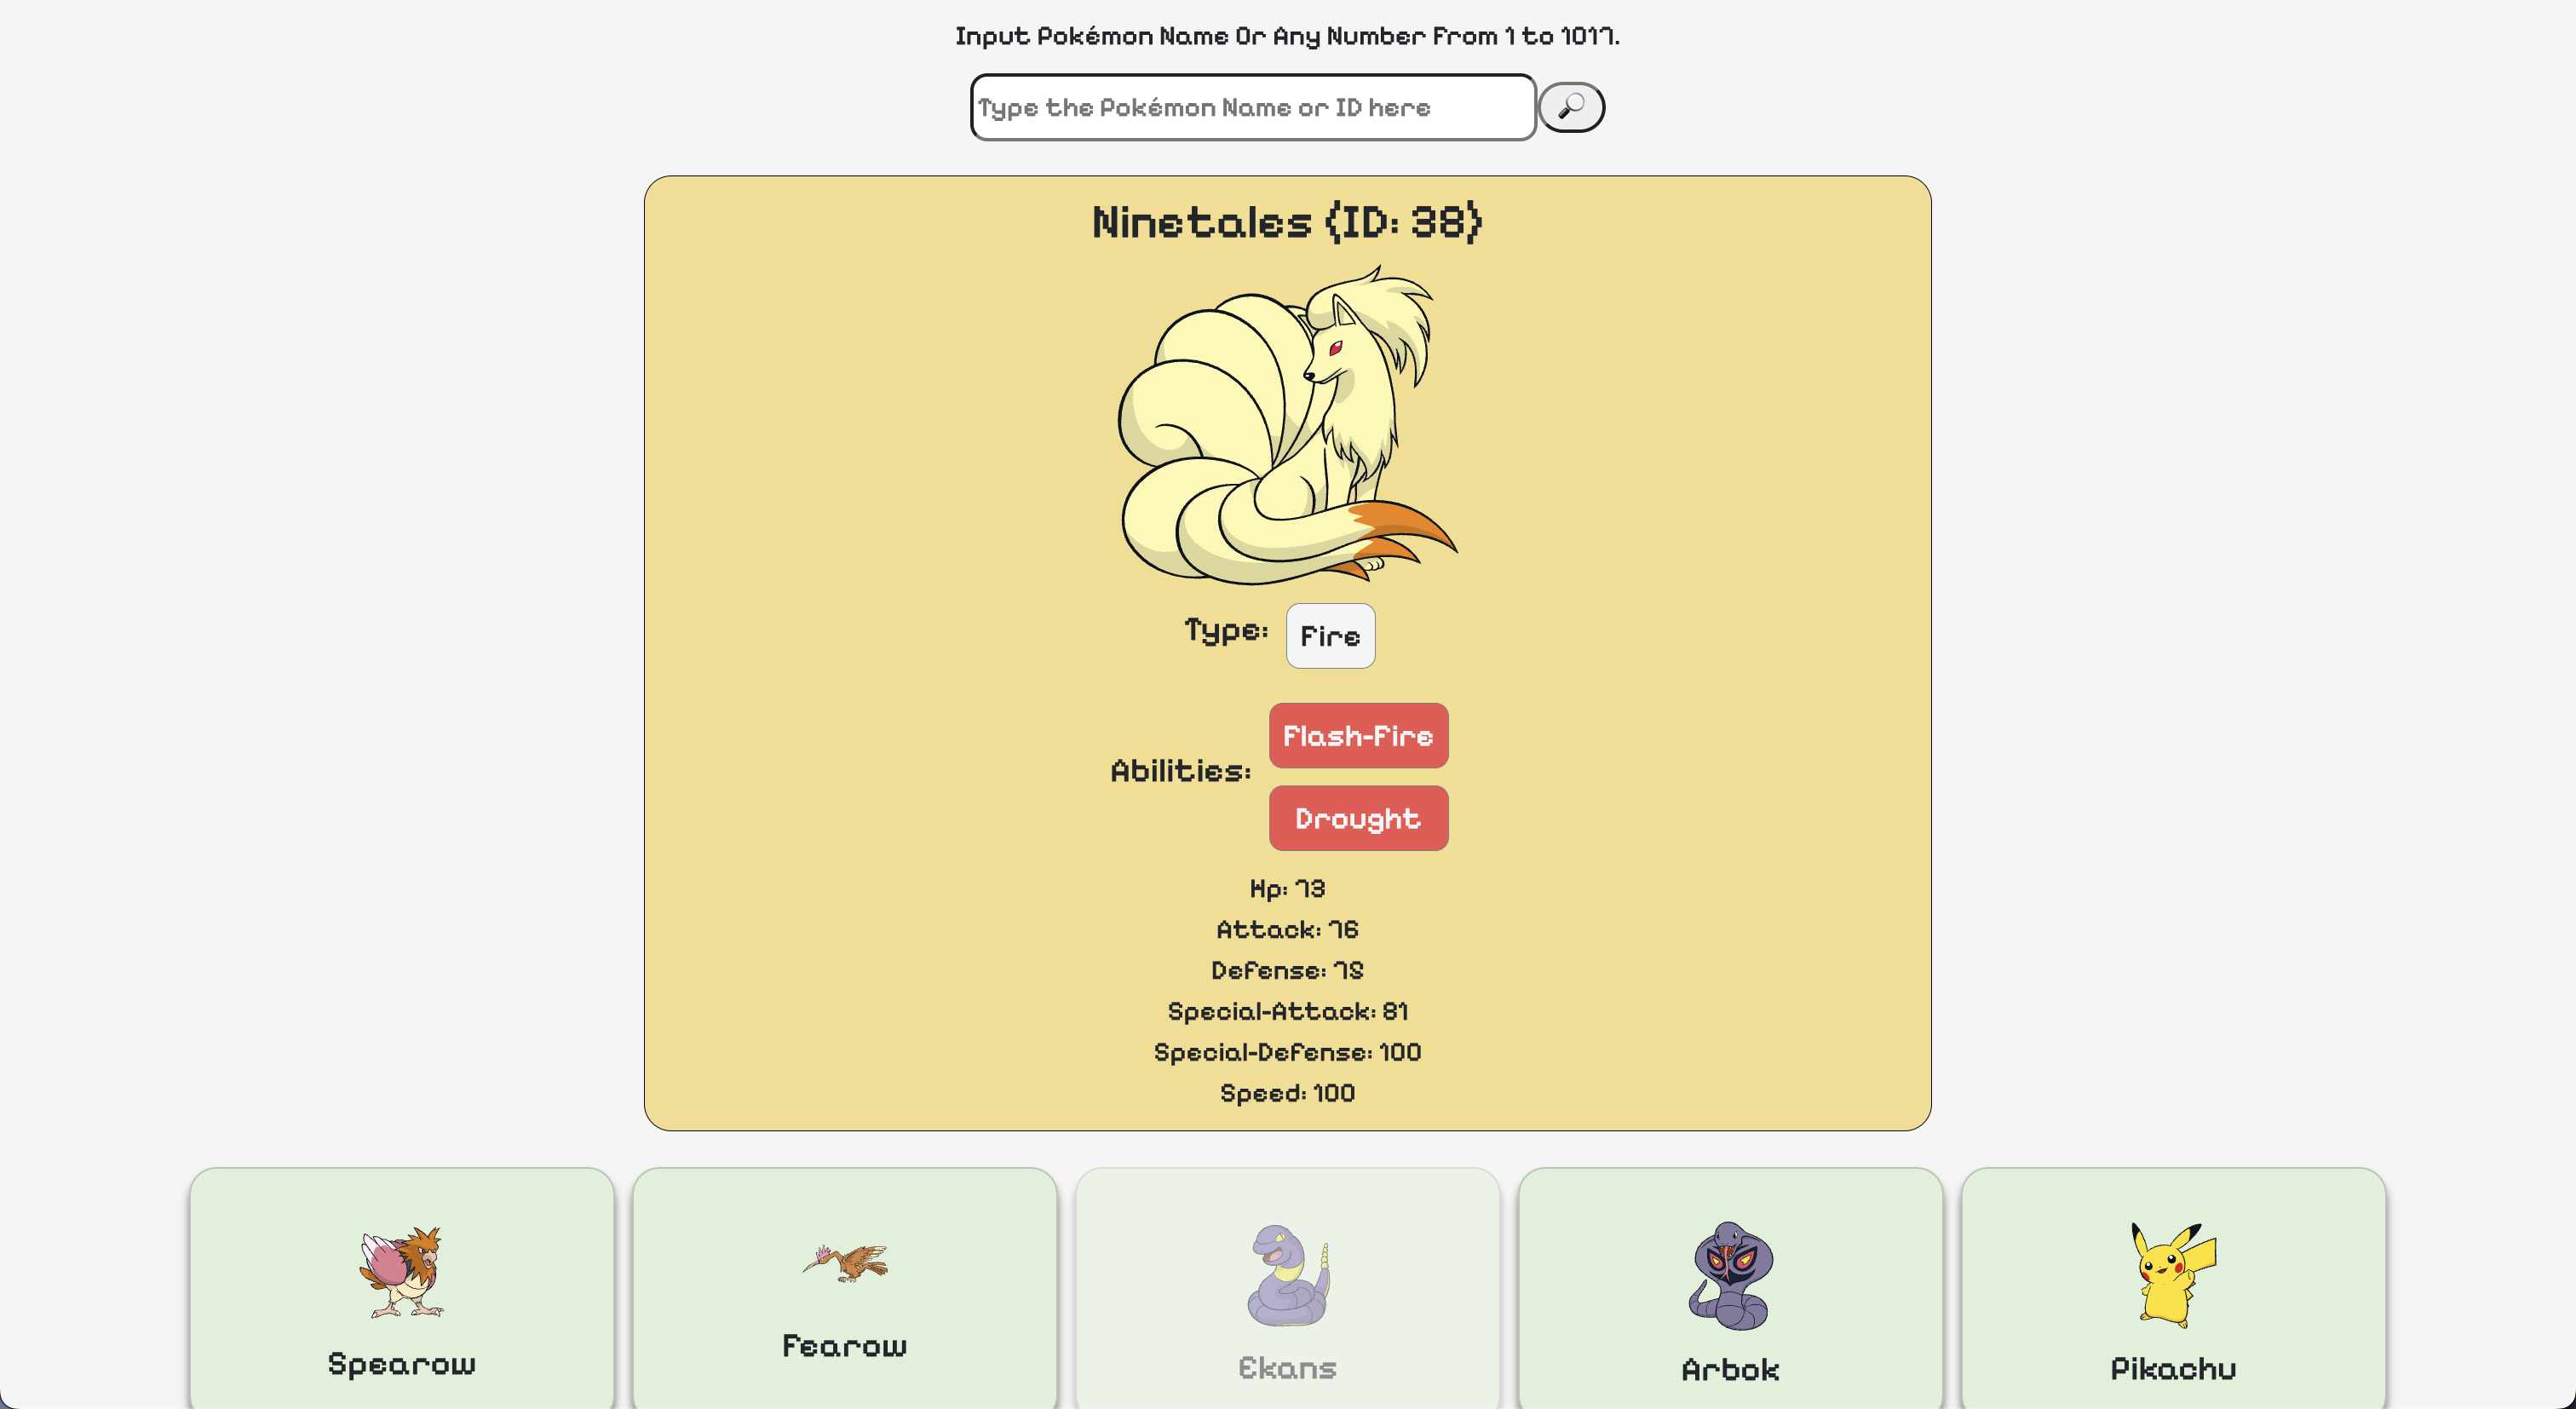 Input Pokémon Name Or Any Number From 1 to 1017.
Type the Pokémon Name or ID here
Ninetales (ID: 38)
Type: Fire
Abilities: Flash-Fire
Drought
Hp: 73
Attack: 76
Defense: 75
Special-Attack: 81
Special-Defense: 100
Speed: 100
Spearow
Fearow
Ekans
Arbok
Pikachu